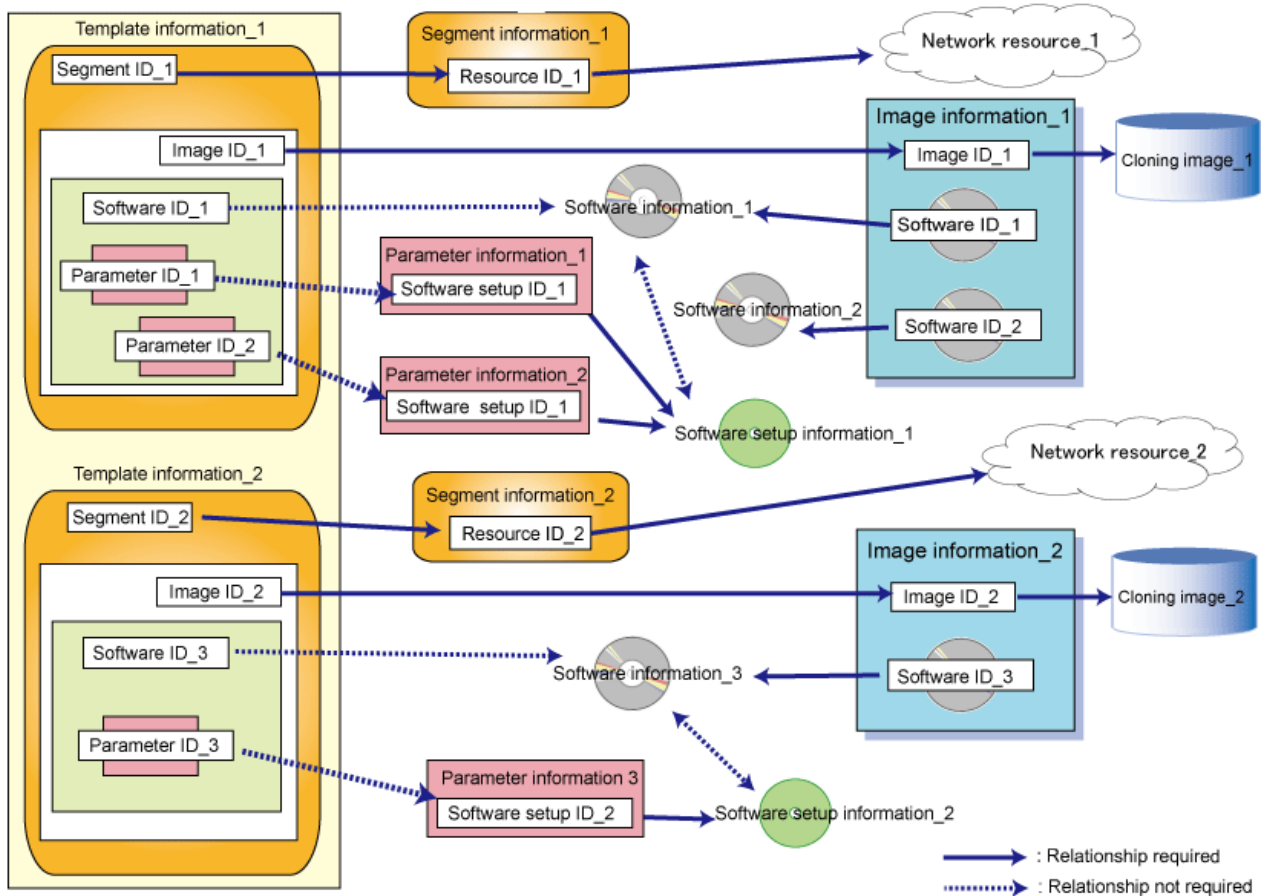 Template information_1
Segment ID_1
Image ID_1
Software ID_1
Parameter ID_1
Parameter ID_2
Segment information_1
Resource ID_1
Network resource_1
Image information_1
Image ID_1
Software ID_1
Software ID_2
Cloning image_1
Software information_1
Parameter information_1
Software setup ID_1
Software information_2
Parameter information_2
Software setup ID_1
Software setup information_1
Template information_2
Segment ID_2
Image ID_2
Software ID_3
Parameter ID_3
Segment information_2
Resource ID_2
Network resource_2
Image information_2
Image ID_2
Software ID_3
Cloning image_2
Software information_3
Parameter information 3
Software setup ID_2
Software setup information_2
: Relationship required
: Relationship not required